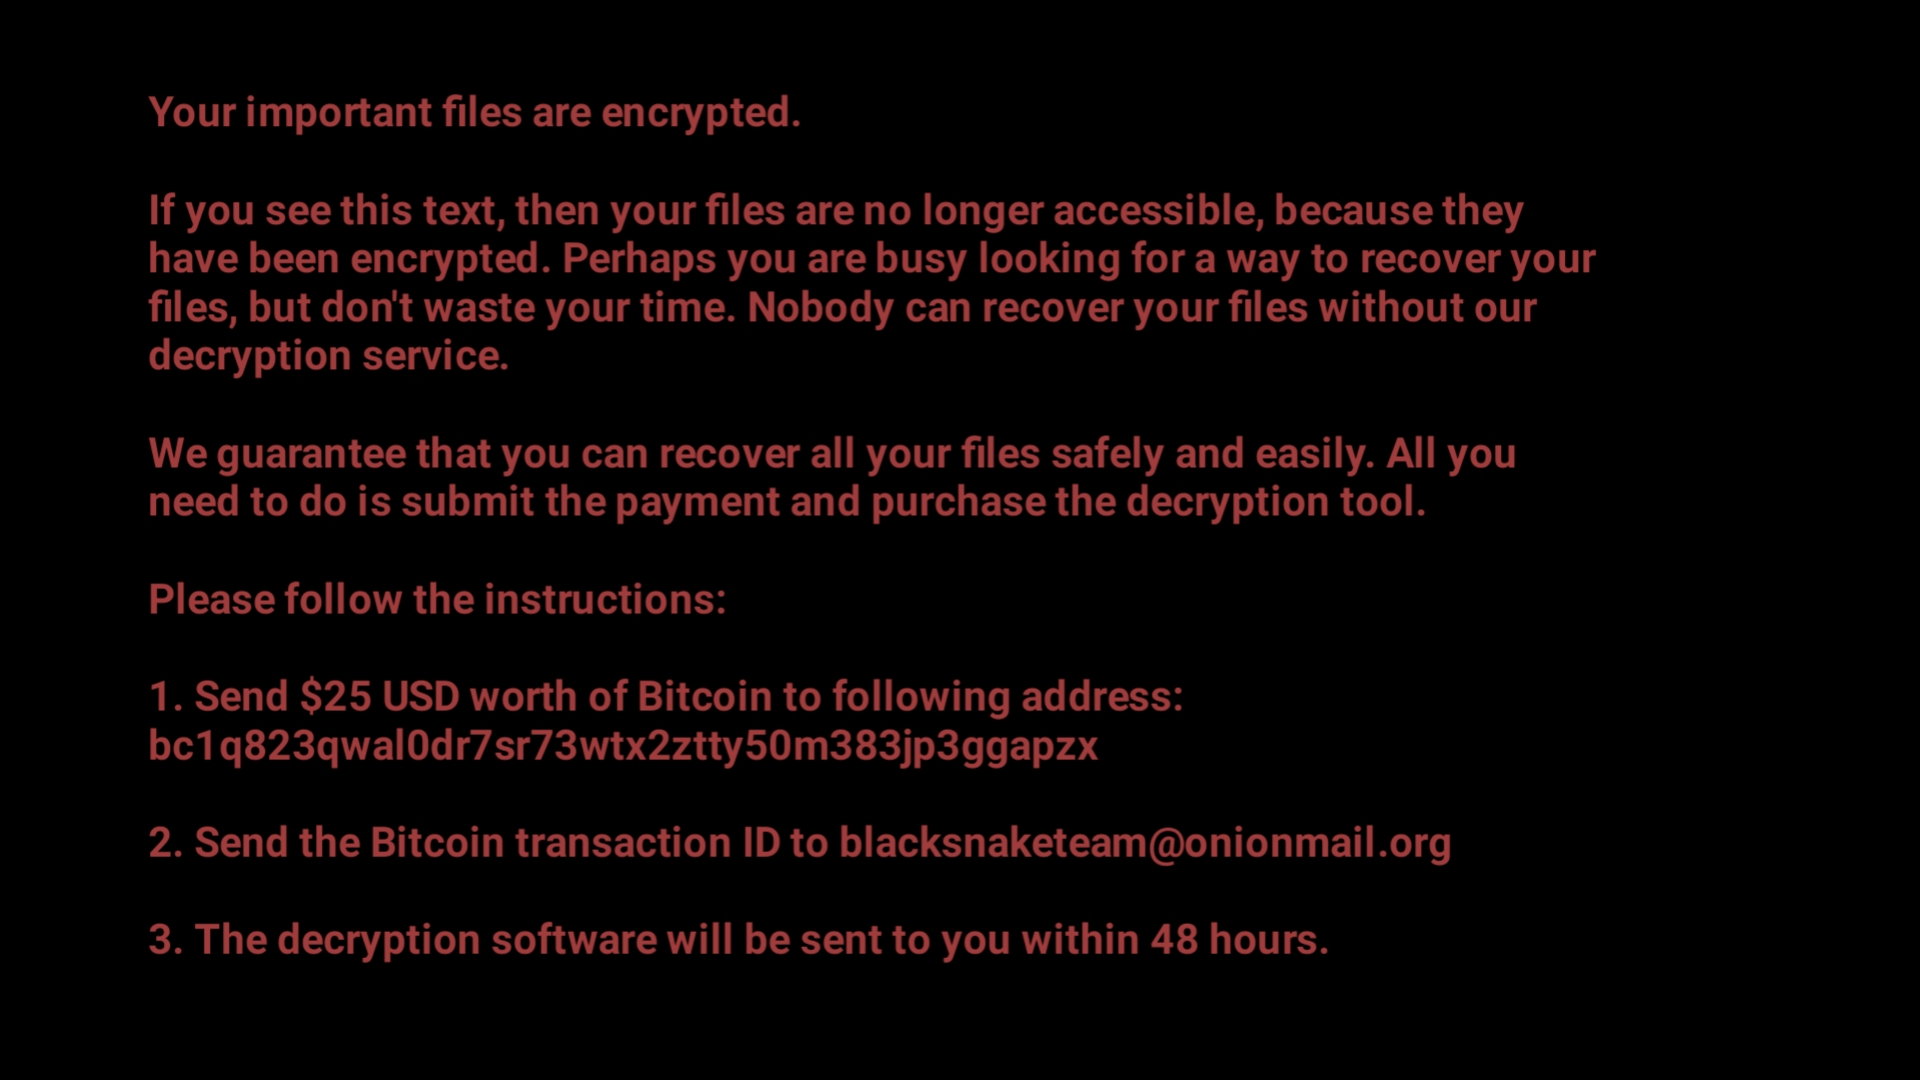 Your important files are encrypted.
If you see this text, then your files are no longer accessible, because they
have been encrypted. Perhaps you are busy looking for a way to recover your
files, but don't waste your time. Nobody can recover your files without our
decryption service.
We guarantee that you can recover all your files safely and easily. All you
need to do is submit the payment and purchase the decryption tool.
Please follow the instructions:
1. Send $25 USD worth of Bitcoin to following address:
bc1q823qwal0dr7sr73wtx2ztty50m383jp3ggapzx
2. Send the Bitcoin transaction ID to blacksnaketeam@onionmail.org
3. The decryption software will be sent to you within 48 hours.